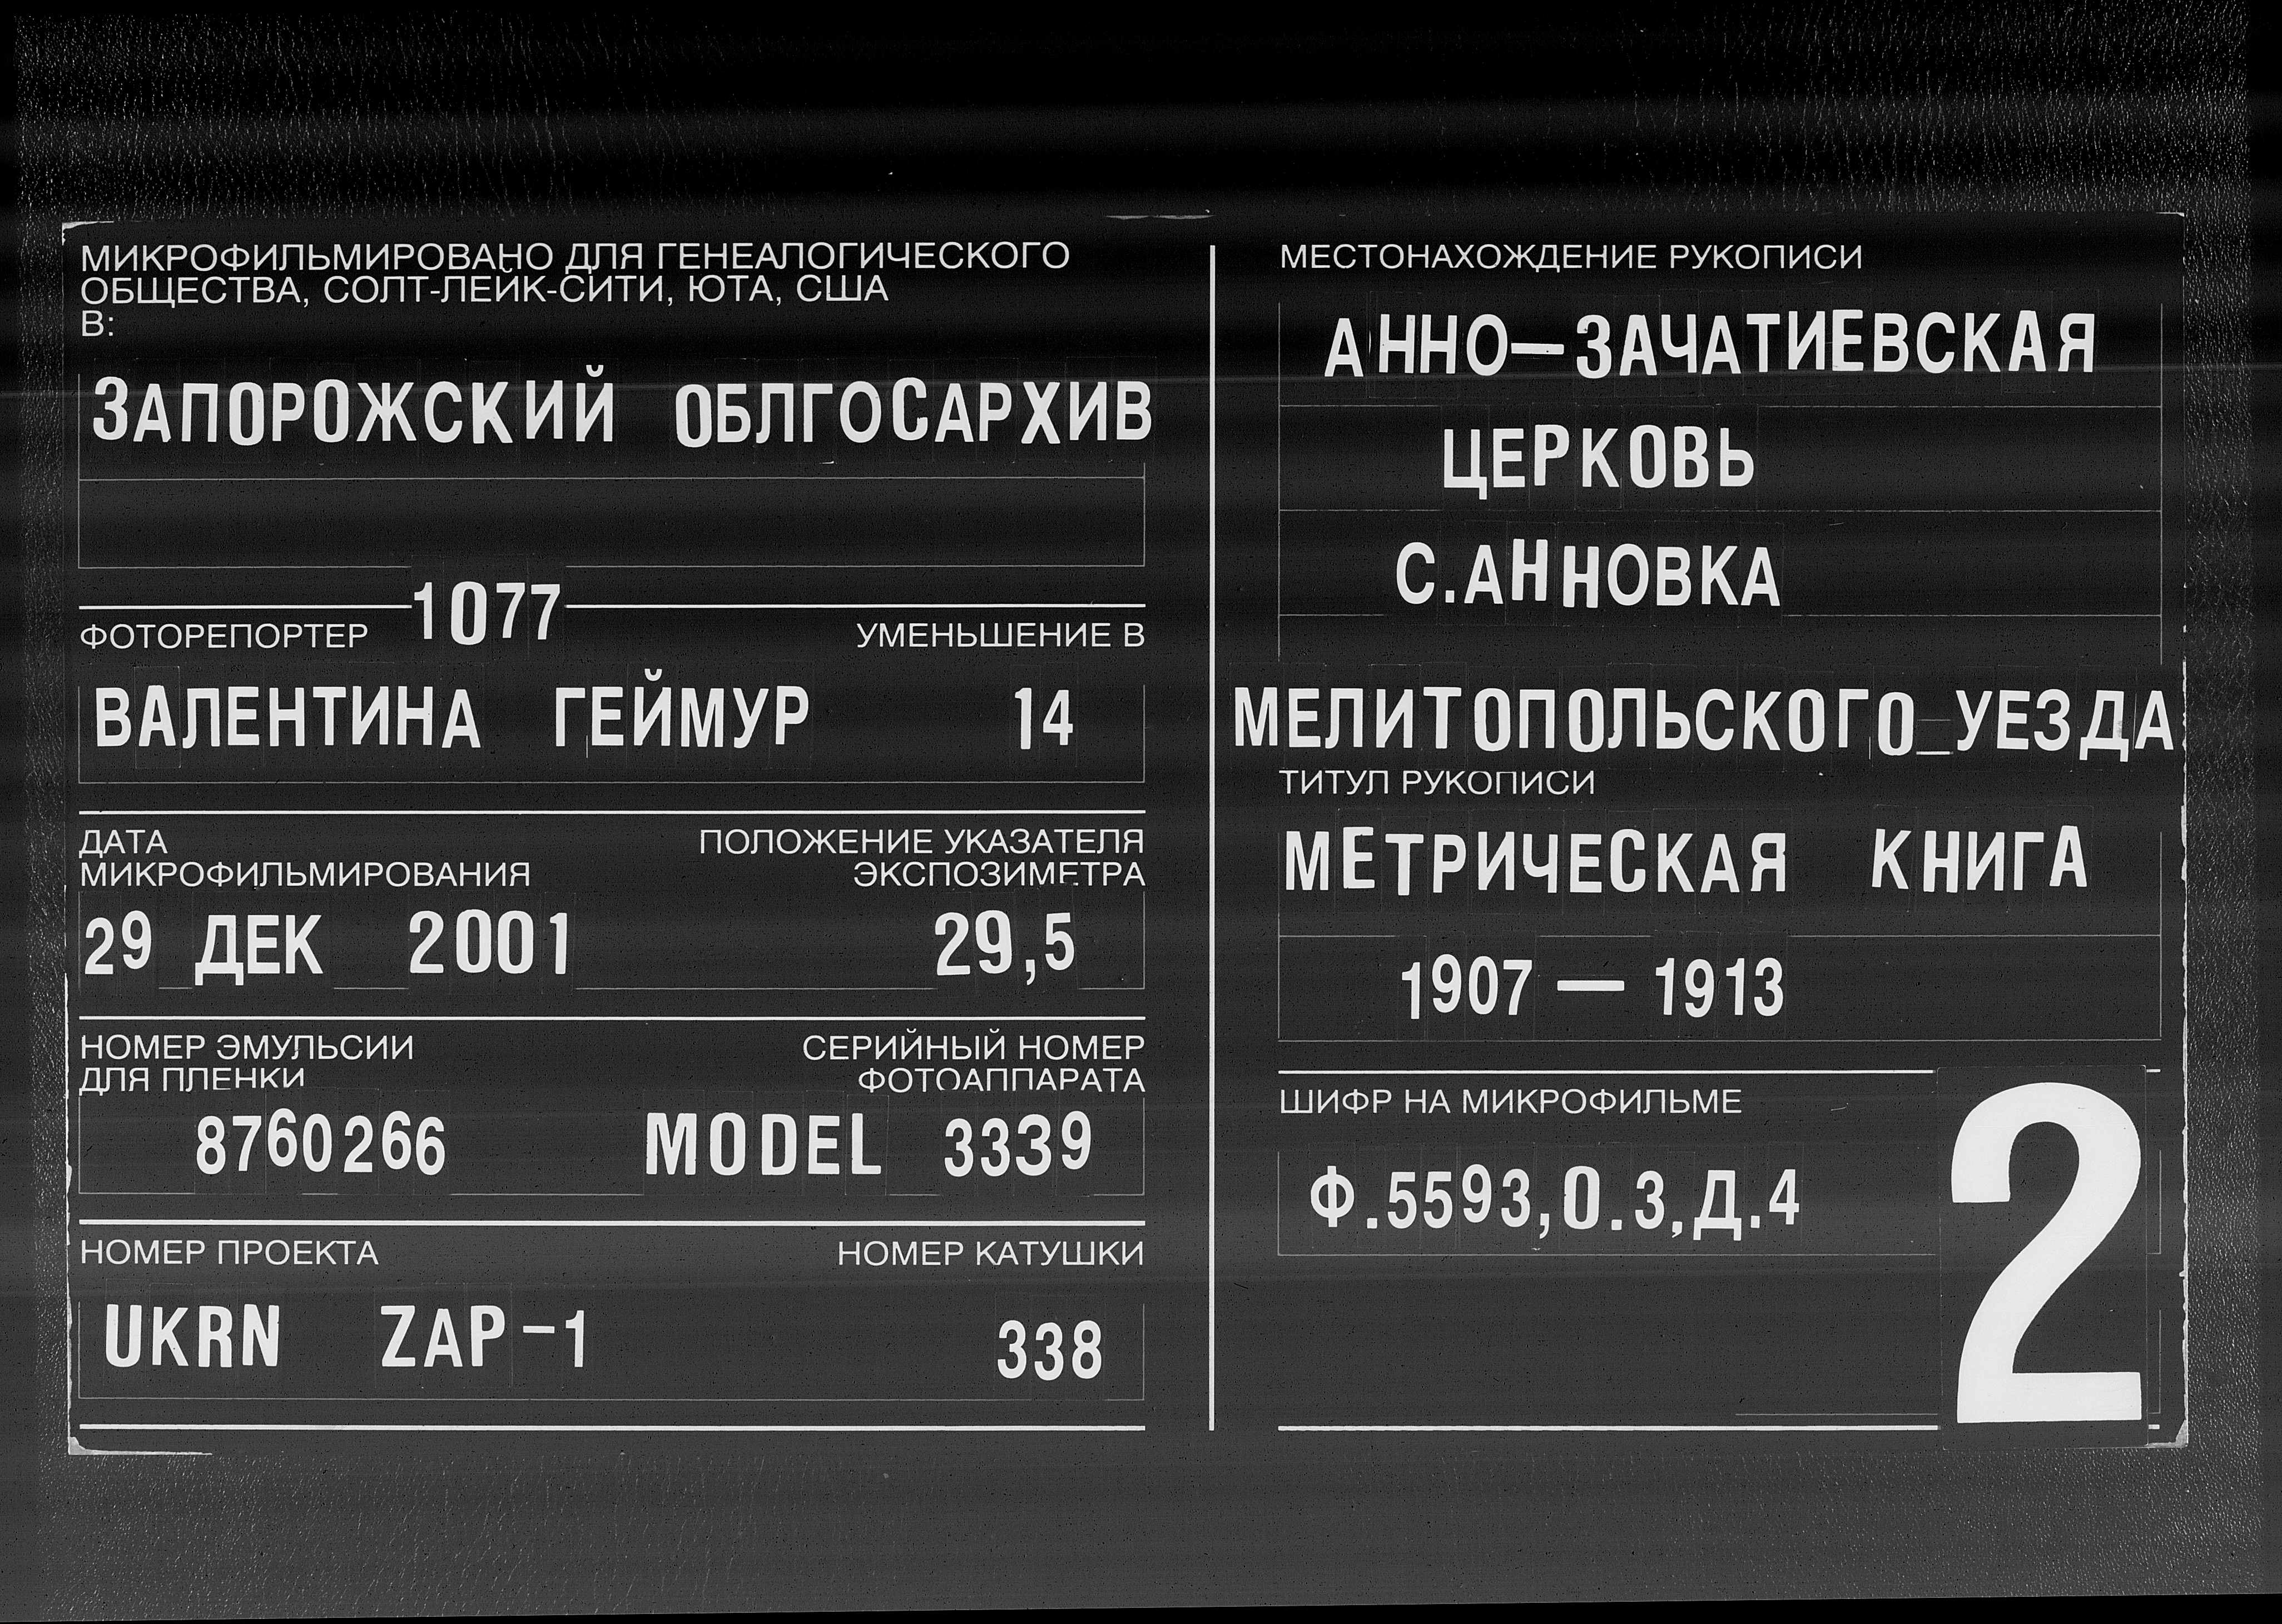 МИКРОФИЛЬМИРОВАНО ДЛЯ ГЕНЕАЛОГИЧЕСКОГО
ОБЩЕСТВА, СОЛТ-ЛЕЙК-СИТИ, ЮТА, США
В:
ЗАПОРОЖСКИЙ ОБЛГОСАРХИВ
1077
ФОТОРЕПОРТЕР УМЕНЬШЕНИЕ В
ВАЛЕНТИНА ГЕЙМУР 14
ДАТА ПОЛОЖЕНИЕ УКАЗАТЕЛЯ
МИКРОФИЛЬМИРОВАНИЯ ЭКСПОЗИМЕТРА
29 ДЕК 2001 29,5
НОМЕР ЭМУЛЬСИИ СЕРИЙНЫЙ НОМЕР
ДЛЯ ПЛЕНКИ ФОТОАППАРАТА
8760266 MODEL 3339
НОМЕР ПРОЕКТА НОМЕР КАТУШКИ
UKRN ZAP-1 338
МЕСТОНАХОЖДЕНИЕ РУКОПИСИ
АННО-ЗАЧАТИЕВСКАЯ
ЦЕРКОВЬ
С.АННОВКА
МЕЛИТОПОЛЬСКОГО УЕЗДА
ТИТУЛ РУКОПИСИ
МЕТРИЧЕСКАЯ КНИГА
1907 — 1913
ШИФР НА МИКРОФИЛЬМЕ
Ф.5593,О.3,Д.4
2